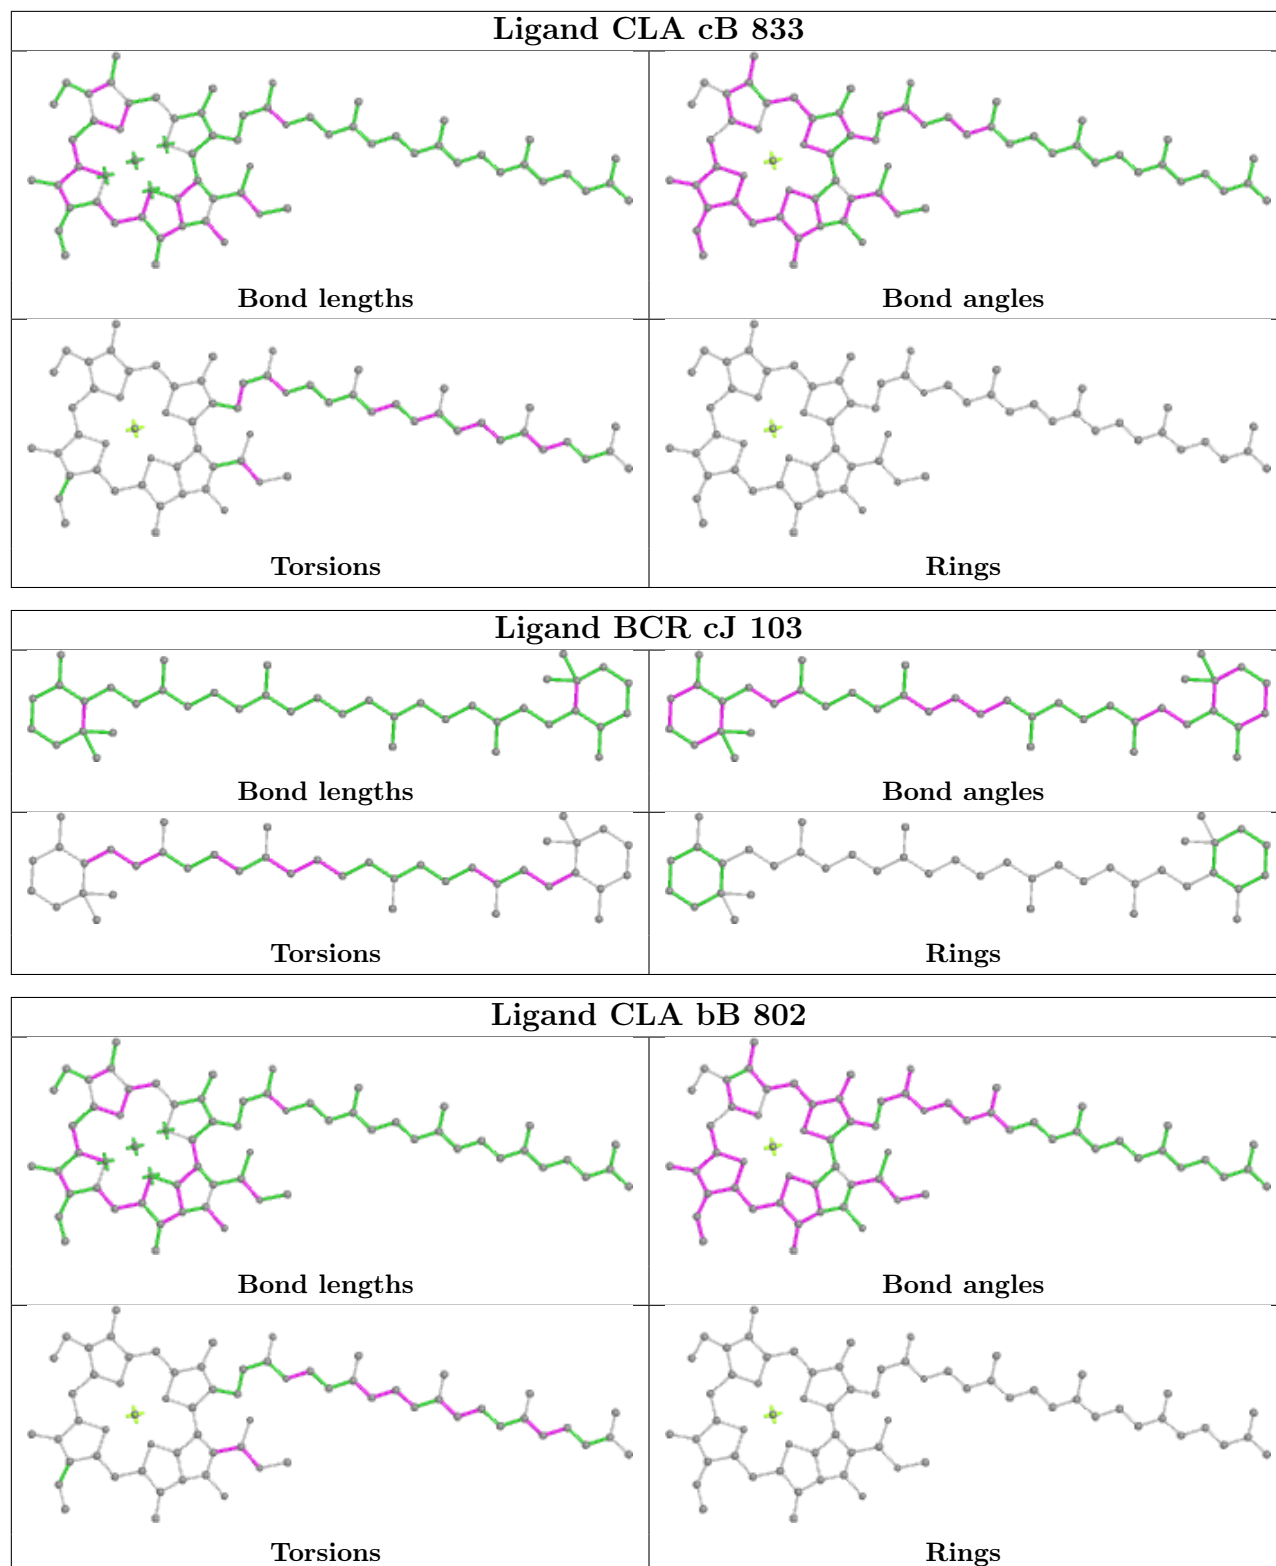 Ligand CLA cB 833
Bond lengths
Bond angles
Torsions
Rings
Ligand BCR cJ 103
Bond lengths
Bond angles
Torsions
Rings
Ligand CLA bB 802
Bond lengths
Bond angles
Torsions
Rings